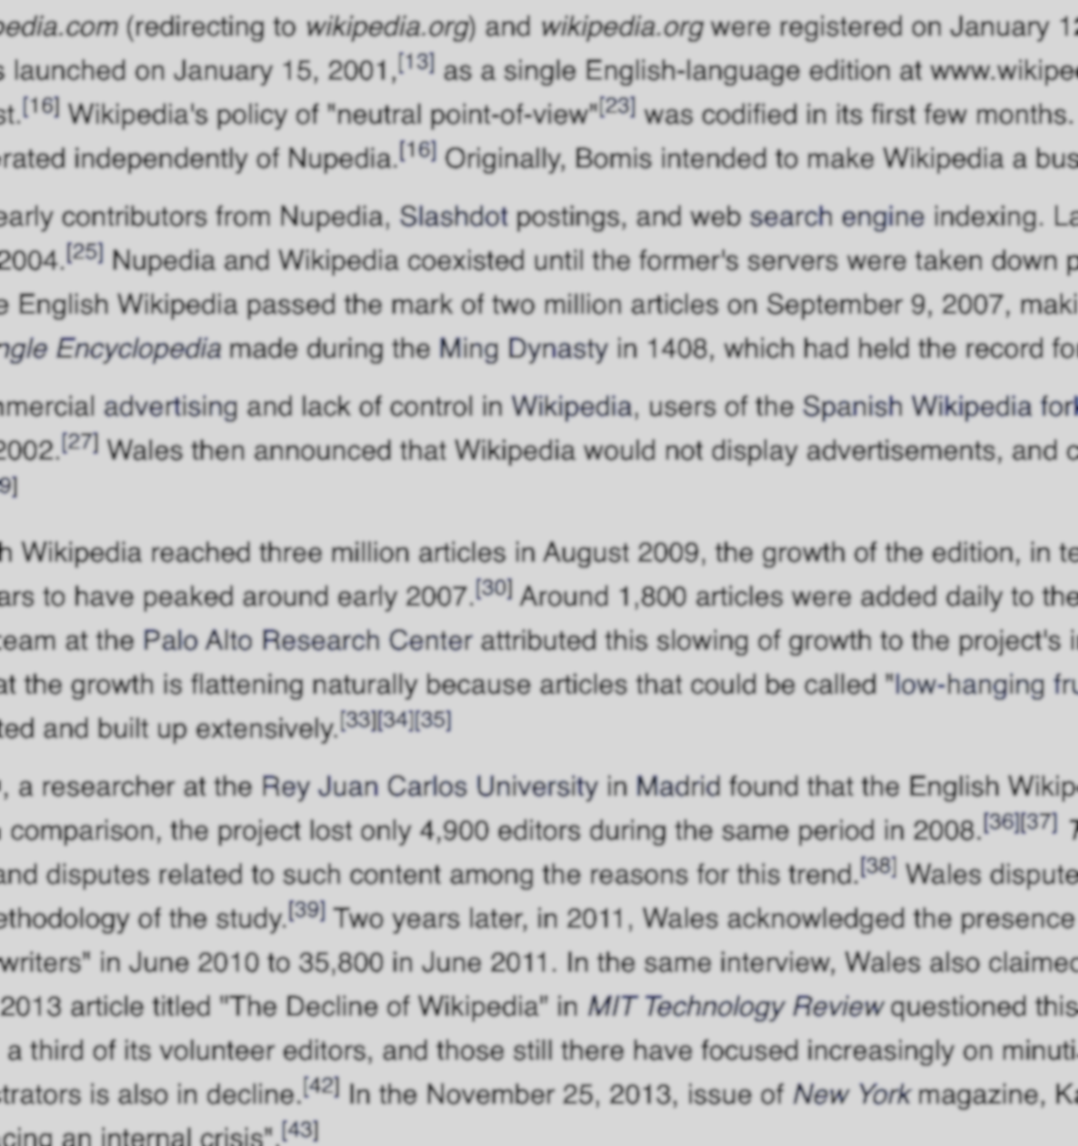 pedia.com (redirecting to wikipedia.org) and wikipedia.org were registered on January 12
s launched on January 15, 2001,[13] as a single English-language edition at www.wikipe
st.[16] Wikipedia's policy of "neutral point-of-view"[23] was codified in its first few months.
rated independently of Nupedia.[16] Originally, Bomis intended to make Wikipedia a bus
early contributors from Nupedia, Slashdot postings, and web search engine indexing. La
2004.[25] Nupedia and Wikipedia coexisted until the former's servers were taken down p
e English Wikipedia passed the mark of two million articles on September 9, 2007, maki
ngle Encyclopedia made during the Ming Dynasty in 1408, which had held the record for
mmercial advertising and lack of control in Wikipedia, users of the Spanish Wikipedia fork
2002.[27] Wales then announced that Wikipedia would not display advertisements, and c
9]
h Wikipedia reached three million articles in August 2009, the growth of the edition, in te
ars to have peaked around early 2007.[30] Around 1,800 articles were added daily to the
team at the Palo Alto Research Center attributed this slowing of growth to the project's i
at the growth is flattening naturally because articles that could be called "low-hanging fru
ted and built up extensively.[33][34][35]
, a researcher at the Rey Juan Carlos University in Madrid found that the English Wikip
comparison, the project lost only 4,900 editors during the same period in 2008.[36][37] T
and disputes related to such content among the reasons for this trend.[38] Wales dispute
ethodology of the study.[39] Two years later, in 2011, Wales acknowledged the presence
writers" in June 2010 to 35,800 in June 2011. In the same interview, Wales also claimed
2013 article titled "The Decline of Wikipedia" in MIT Technology Review questioned this
a third of its volunteer editors, and those still there have focused increasingly on minuti
strators is also in decline.[42] In the November 25, 2013, issue of New York magazine, Ka
cing an internal crisis".[43]